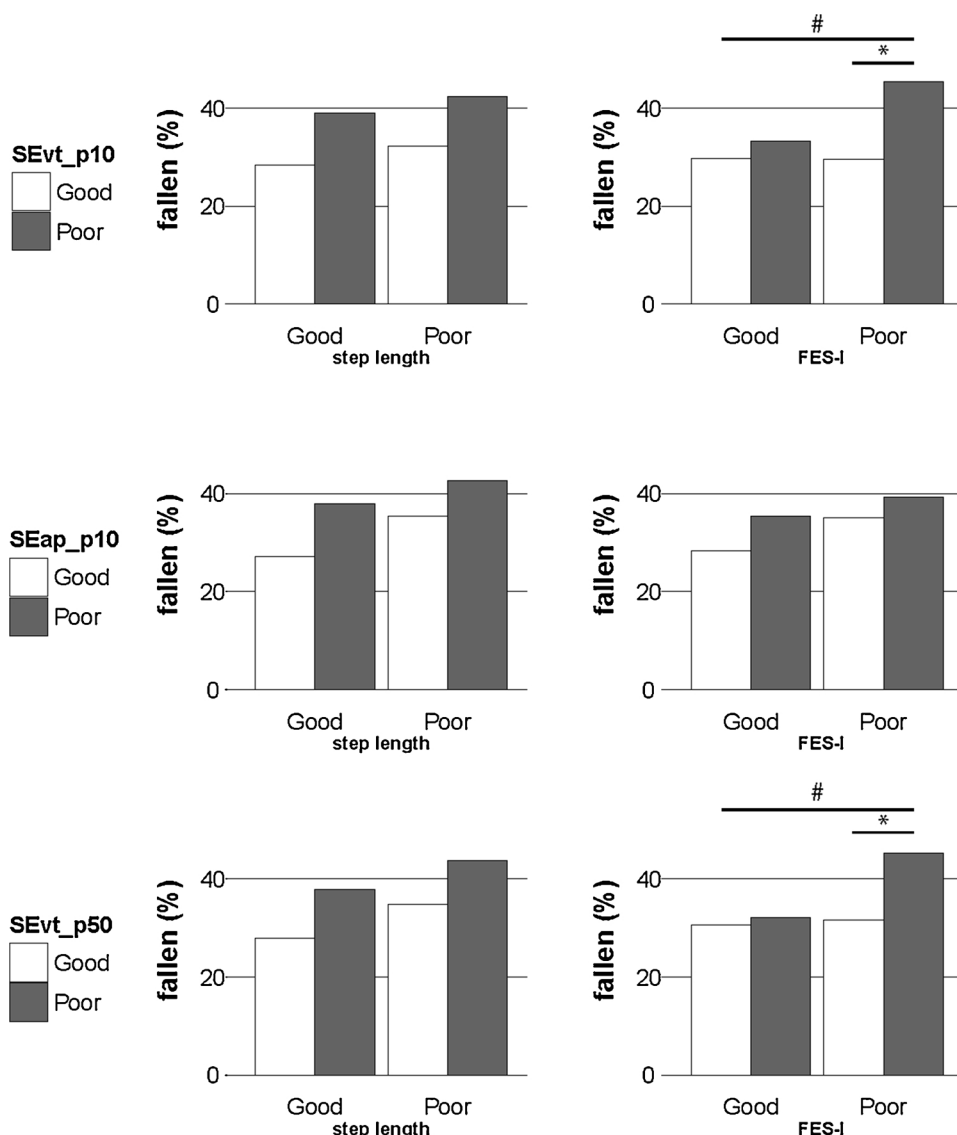 #
*
SEvt_p10
Good
Poor
fallen (%)
40
20
0
Good Poor
step length
fallen (%)
40
20
0
Good Poor
FES-I
SEap_p10
Good
Poor
fallen (%)
40
20
0
Good Poor
step length
fallen (%)
40
20
0
Good Poor
FES-I
#
*
SEvt_p50
Good
Poor
fallen (%)
40
20
0
Good Poor
step length
fallen (%)
40
20
0
Good Poor
FES-I